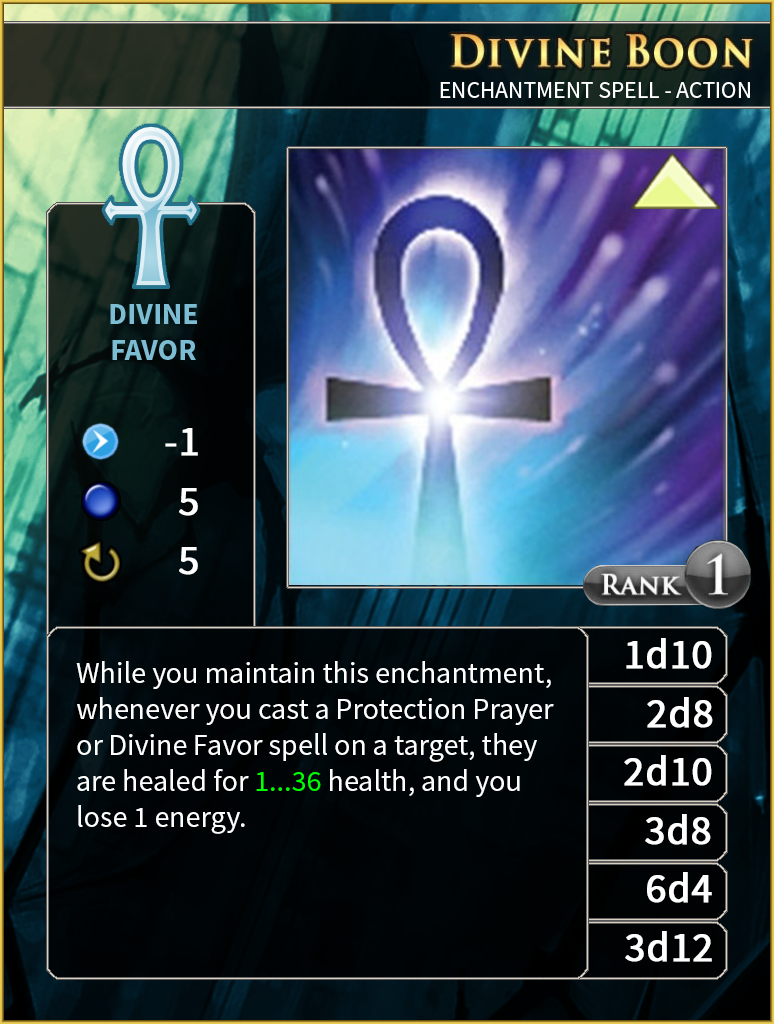 DIVINE BOON
ENCHANTMENT SPELL - ACTION
DIVINE
FAVOR
-1
5
5
RANK 1
While you maintain this enchantment,
whenever you cast a Protection Prayer
or Divine Favor spell on a target, they
are healed for 1...36 health, and you
lose 1 energy.
1d10
2d8
2d10
3d8
6d4
3d12